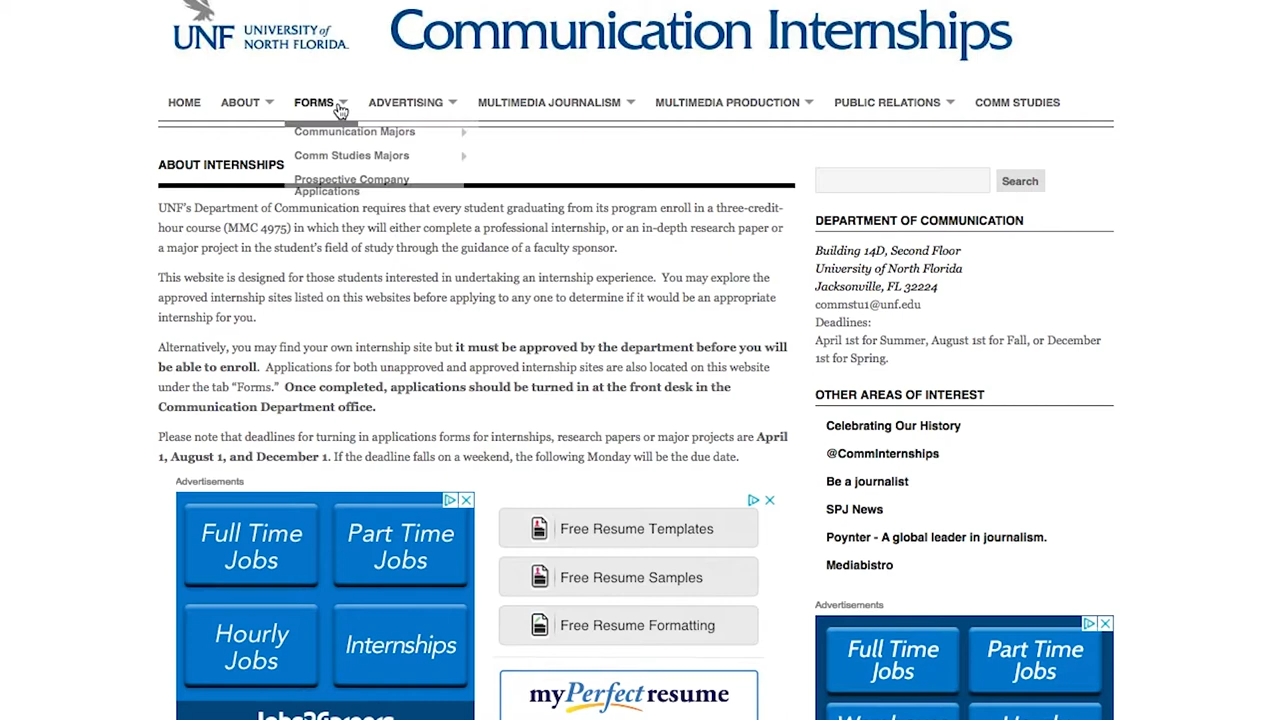 UNF UNIVERSITY of NORTH FLORIDA.
Communication Internships
HOME ABOUT FORMS ADVERTISING MULTIMEDIA JOURNALISM MULTIMEDIA PRODUCTION PUBLIC RELATIONS COMM STUDIES
Communication Majors
Comm Studies Majors
Prospective Company
Applications
ABOUT INTERNSHIPS
UNF's Department of Communication requires that every student graduating from its program enroll in a three-credit-
hour course (MMC 4975) in which they will either complete a professional internship, or an in-depth research paper or
a major project in the student's field of study through the guidance of a faculty sponsor.
This website is designed for those students interested in undertaking an internship experience. You may explore the
approved internship sites listed on this websites before applying to any one to determine if it would be an appropriate
internship for you.
Alternatively, you may find your own internship site but it must be approved by the department before you will
be able to enroll. Applications for both unapproved and approved internship sites are also located on this website
under the tab "Forms." Once completed, applications should be turned in at the front desk in the
Communication Department office.
Please note that deadlines for turning in applications forms for internships, research papers or major projects are April
1, August 1, and December 1. If the deadline falls on a weekend, the following Monday will be the due date.
Advertisements
Full Time
Jobs
Part Time
Jobs
Hourly
Jobs
Internships
Jobs2Careers
Free Resume Templates
Free Resume Samples
Free Resume Formatting
myPerfectresume
Search
DEPARTMENT OF COMMUNICATION
Building 14D, Second Floor
University of North Florida
Jacksonville, FL 32224
commstu1@unf.edu
Deadlines:
April 1st for Summer, August 1st for Fall, or December
1st for Spring.
OTHER AREAS OF INTEREST
Celebrating Our History
@CommInternships
Be a journalist
SPJ News
Poynter - A global leader in journalism.
Mediabistro
Advertisements
Full Time
Jobs
Part Time
Jobs